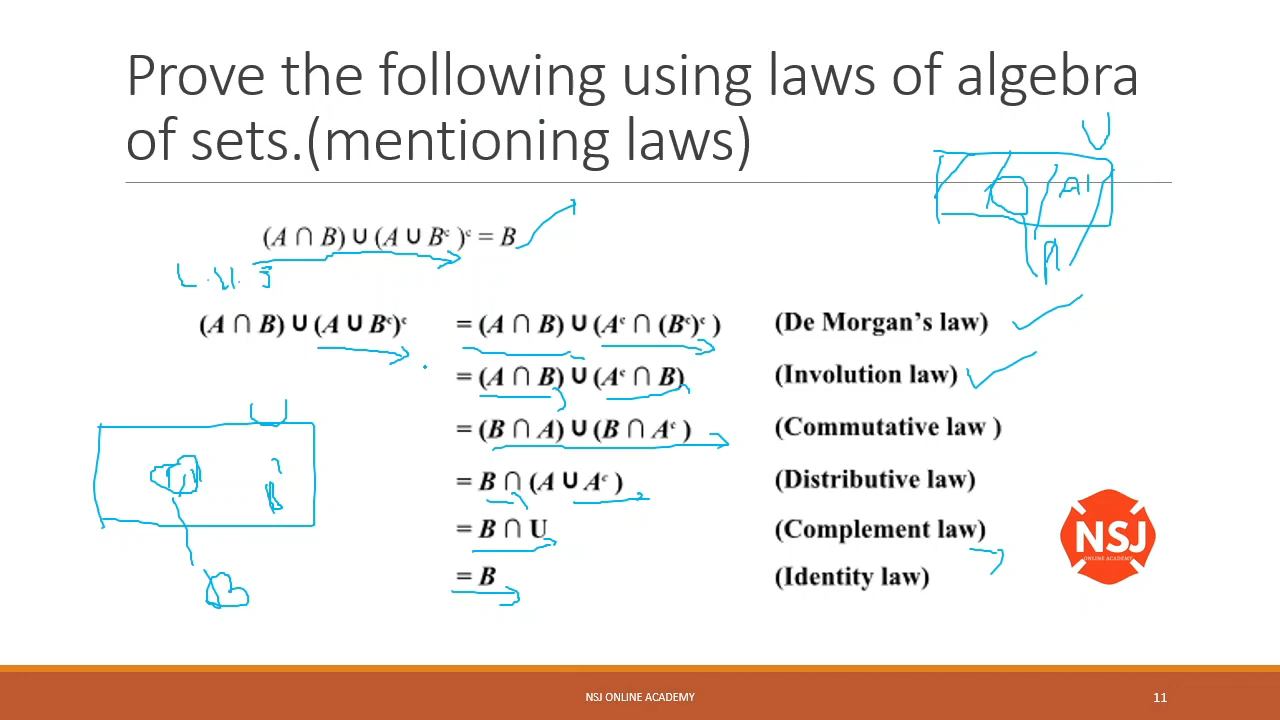 Prove the following using laws of algebra
of sets.(mentioning laws)
U
A'
A
(A ∩ B) ∪ (A ∪ Bᶜ )ᶜ = B
L.H.S
(A ∩ B) ∪ (A ∪ Bᶜ)ᶜ = (A ∩ B) ∪ (Aᶜ ∩ (Bᶜ)ᶜ ) (De Morgan's law)
= (A ∩ B) ∪ (Aᶜ ∩ B) (Involution law)
= (B ∩ A) ∪ (B ∩ Aᶜ ) (Commutative law )
= B ∩ (A ∪ Aᶜ ) (Distributive law)
= B ∩ U (Complement law)
= B (Identity law)
U
B
NSJ
ONLINE ACADEMY
NSJ ONLINE ACADEMY
11